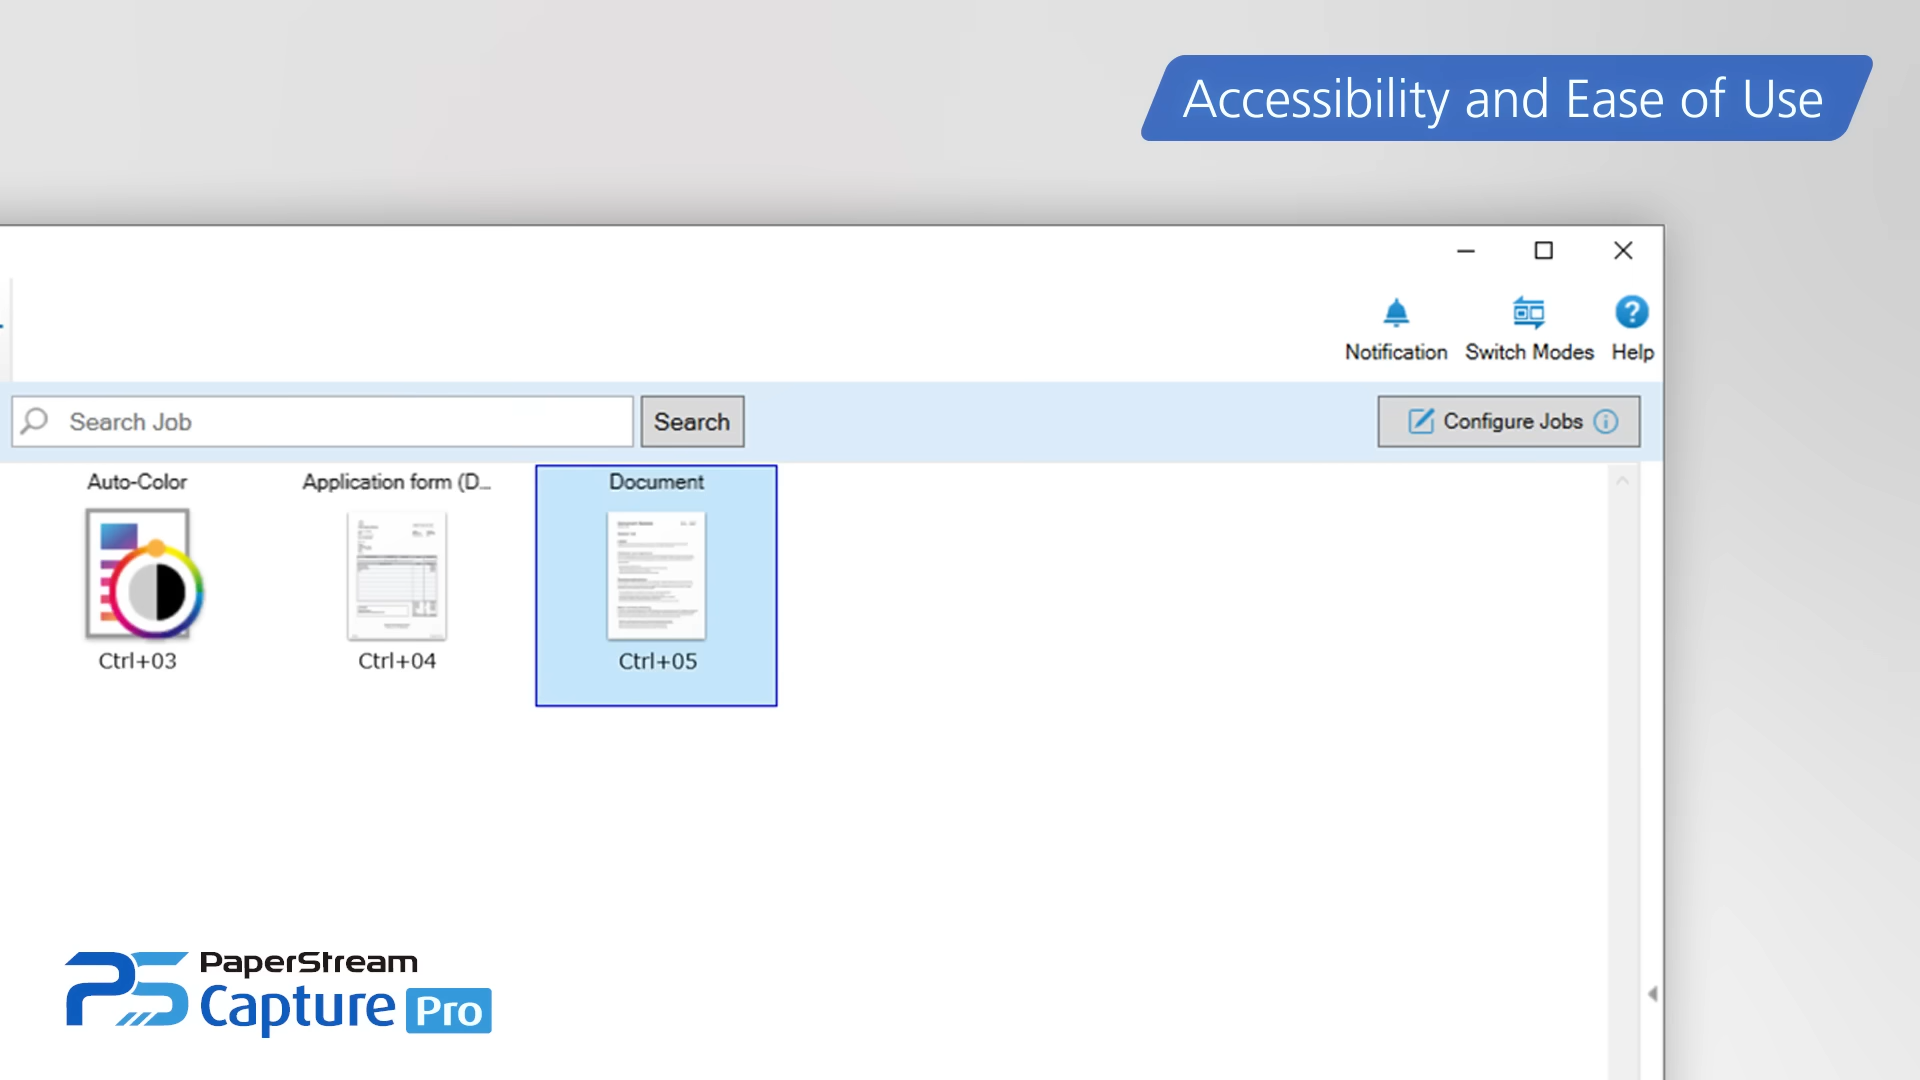 Accessibility and Ease of Use
Notification
Switch Modes
Help
Search Job
Search
Configure Jobs
Auto-Color
Application form (D...
Document
Ctrl+03
Ctrl+04
Ctrl+05
PaperStream
Capture Pro